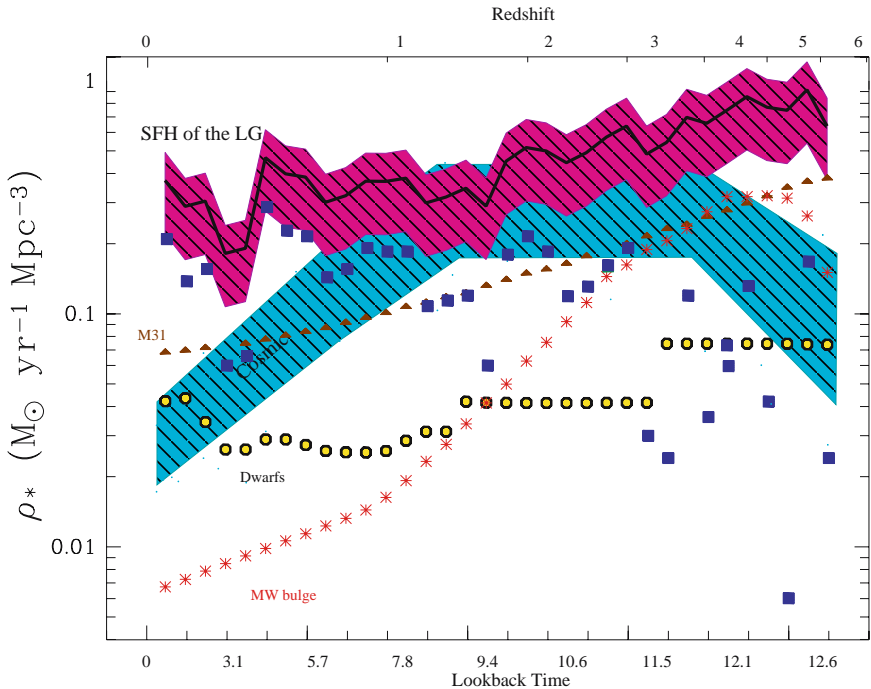 Redshift
0 1 2 3 4 5 6
1
SFH of the LG
M31
Cosmic
0.1
Dwarfs
0.01
MW bulge
ρ* (M☉ yr−1 Mpc−3)
0 3.1 5.7 7.8 9.4 10.6 11.5 12.1 12.6
Lookback Time